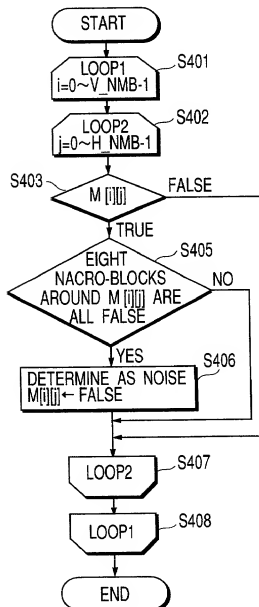 START
LOOP1
i=0~V_NMB-1
S401
LOOP2
j=0~H_NMB-1
S402
S403
M [i][j]
FALSE
TRUE
S405
EIGHT
NACRO-BLOCKS
AROUND M [i][j] ARE
ALL FALSE
NO
YES
S406
DETERMINE AS NOISE
M[i][j]← FALSE
LOOP2
S407
LOOP1
S408
END